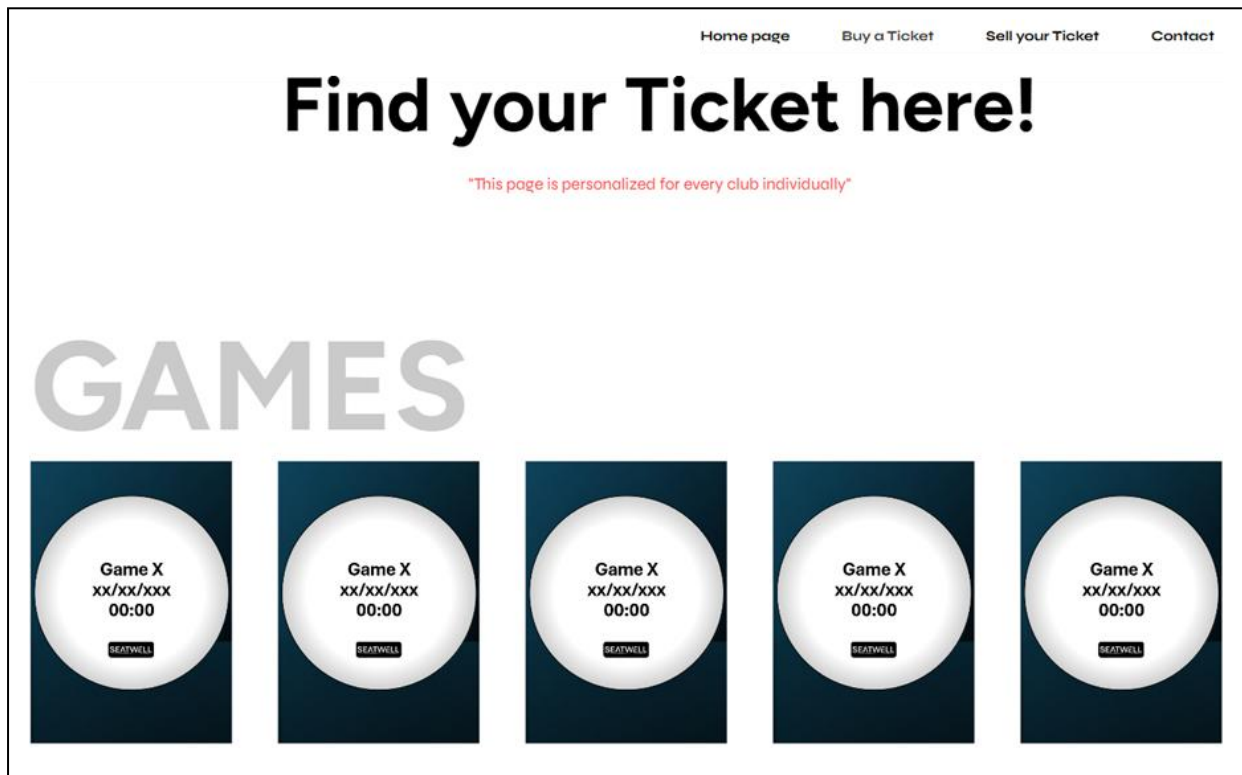 Home page Buy a Ticket Sell your Ticket Contact
Find your Ticket here!
"This page is personalized for every club individually"
GAMES
Game X
xx/xx/xxx
00:00
SEATWELL
Game X
xx/xx/xxx
00:00
SEATWELL
Game X
xx/xx/xxx
00:00
SEATWELL
Game X
xx/xx/xxx
00:00
SEATWELL
Game X
xx/xx/xxx
00:00
SEATWELL